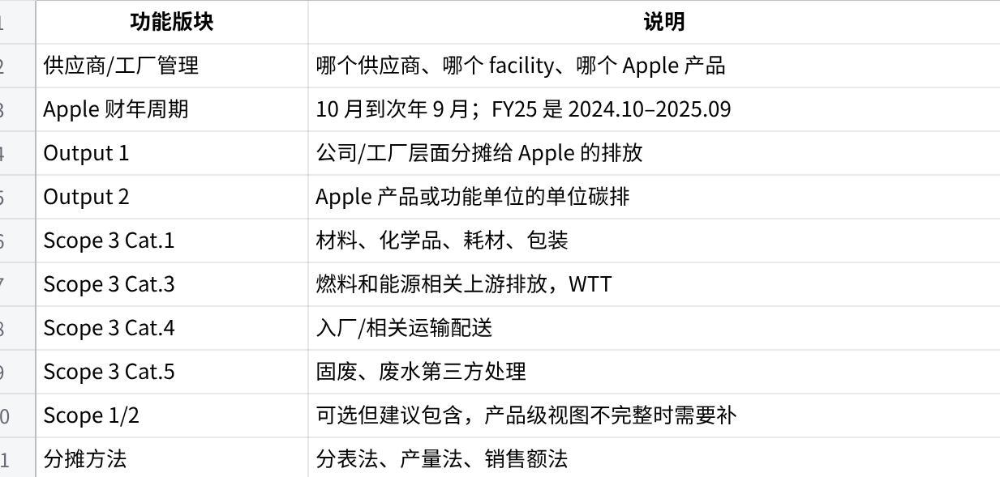 1 功能版块 说明
2 供应商/工厂管理 哪个供应商、哪个 facility、哪个 Apple 产品
3 Apple 财年周期 10 月到次年 9 月；FY25 是 2024.10–2025.09
4 Output 1 公司/工厂层面分摊给 Apple 的排放
5 Output 2 Apple 产品或功能单位的单位碳排
6 Scope 3 Cat.1 材料、化学品、耗材、包装
7 Scope 3 Cat.3 燃料和能源相关上游排放，WTT
8 Scope 3 Cat.4 入厂/相关运输配送
9 Scope 3 Cat.5 固废、废水第三方处理
0 Scope 1/2 可选但建议包含，产品级视图不完整时需要补
1 分摊方法 分表法、产量法、销售额法